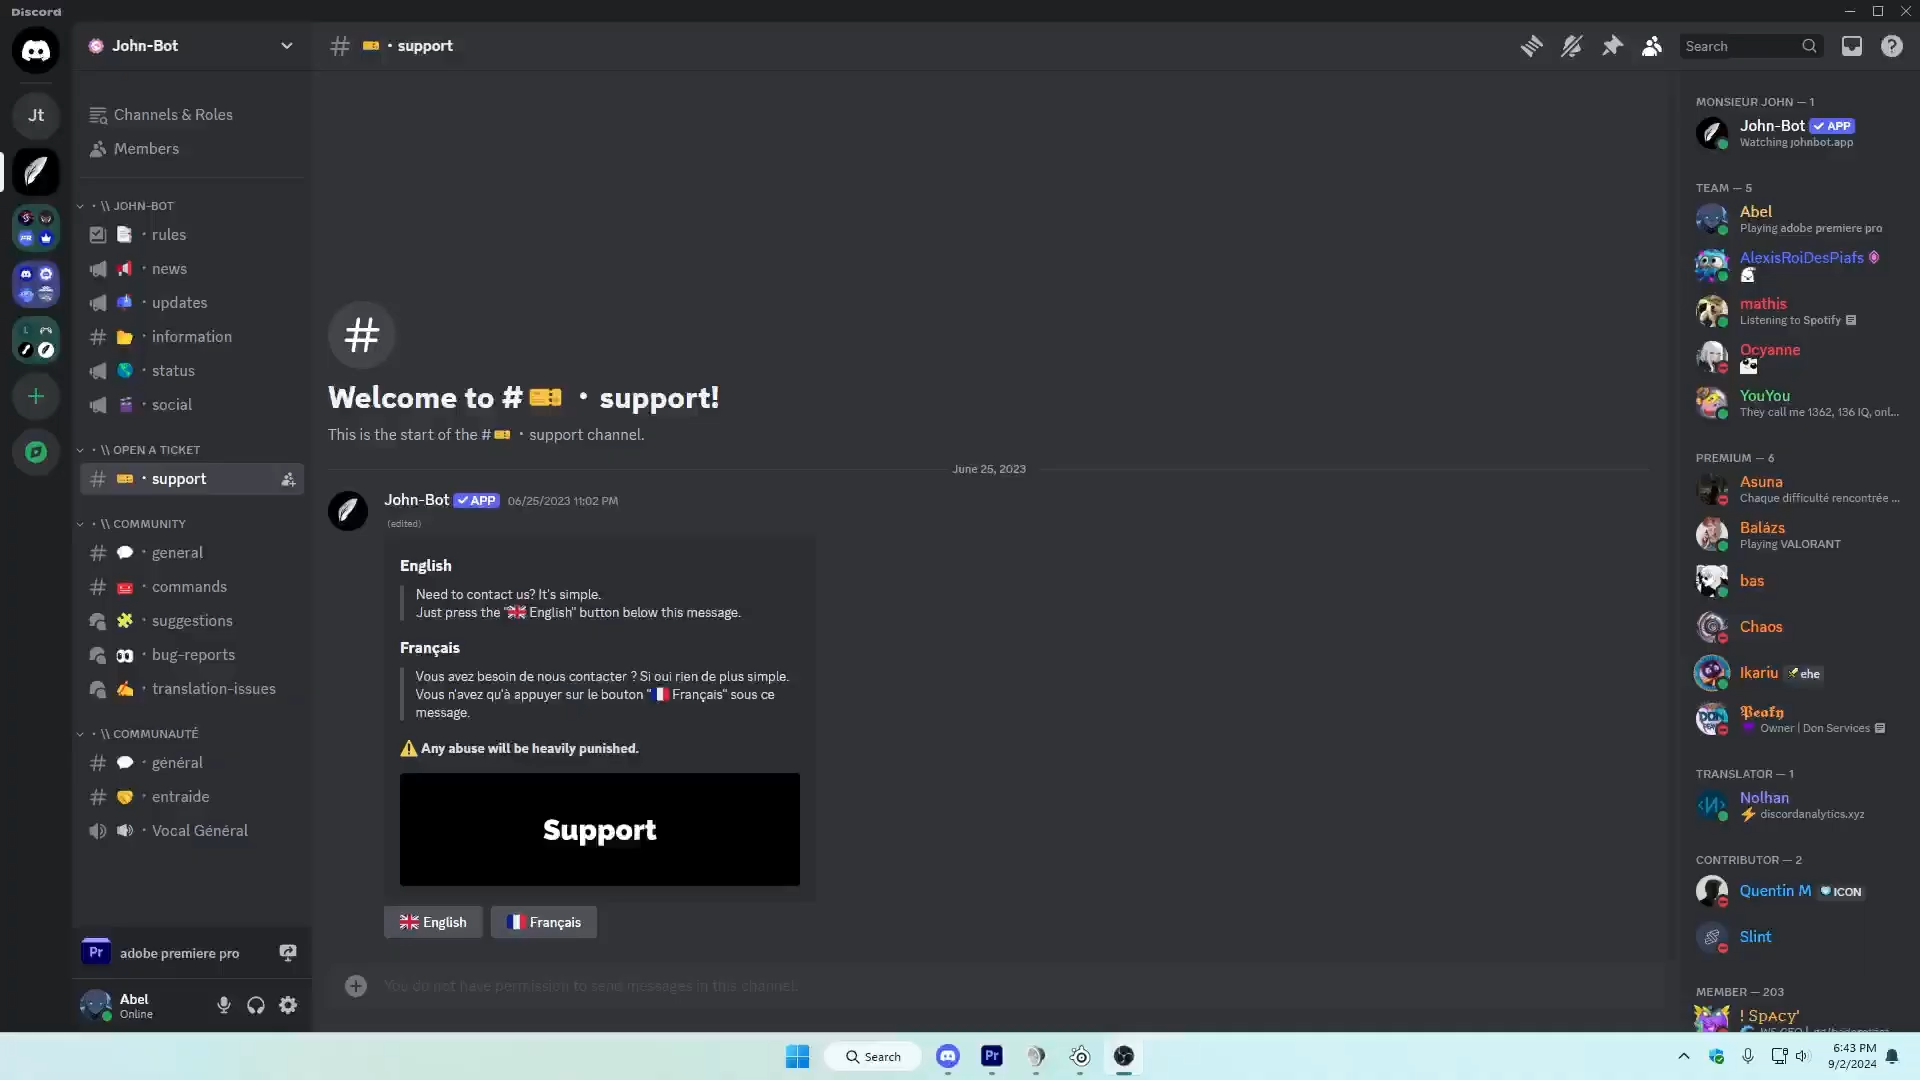 Discord
John-Bot
・support
Search
Jt
Channels & Roles
Members
・\\ JOHN-BOT
・rules
・news
・updates
・information
・status
・social
・\\ OPEN A TICKET
・support
・\\ COMMUNITY
・general
・commands
・suggestions
・bug-reports
・translation-issues
・\\ COMMUNAUTÉ
・général
・entraide
・Vocal Général
Pr
adobe premiere pro
Abel
Online
#
Welcome to #🎫・support!
This is the start of the #🎫・support channel.
June 25, 2023
John-Bot ✓ APP 06/25/2023 11:02 PM
(edited)
English
Need to contact us? It's simple.
Just press the "🇬🇧 English" button below this message.
Français
Vous avez besoin de nous contacter ? Si oui rien de plus simple.
Vous n'avez qu'à appuyer sur le bouton "🇫🇷 Français" sous ce
message.
⚠️ Any abuse will be heavily punished.
Support
English
Français
You do not have permission to send messages in this channel.
MONSIEUR JOHN — 1
John-Bot ✓ APP
Watching johnbot.app
TEAM — 5
Abel
Playing adobe premiere pro
AlexisRoiDesPiafs
mathis
Listening to Spotify
Ocyanne
YouYou
They call me 1362, 136 IQ, onl...
PREMIUM — 6
Asuna
Chaque difficulté rencontrée ...
Balázs
Playing VALORANT
bas
Chaos
Ikariu ehe
Peaky
Owner | Don Services
TRANSLATOR — 1
Nolhan
⚡ discordanalytics.xyz
CONTRIBUTOR — 2
Quentin M ICON
Slint
MEMBER — 203
! Spacy'
Search
Pr
6:43 PM
9/2/2024